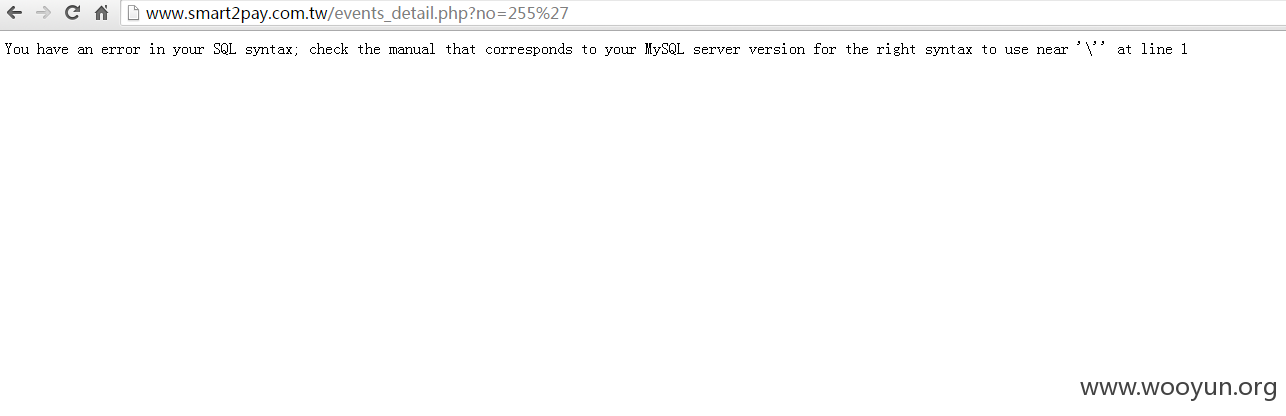 www.smart2pay.com.tw/events_detail.php?no=255%27
You have an error in your SQL syntax; check the manual that corresponds to your MySQL server version for the right syntax to use near '\'' at line 1
www.wooyun.org